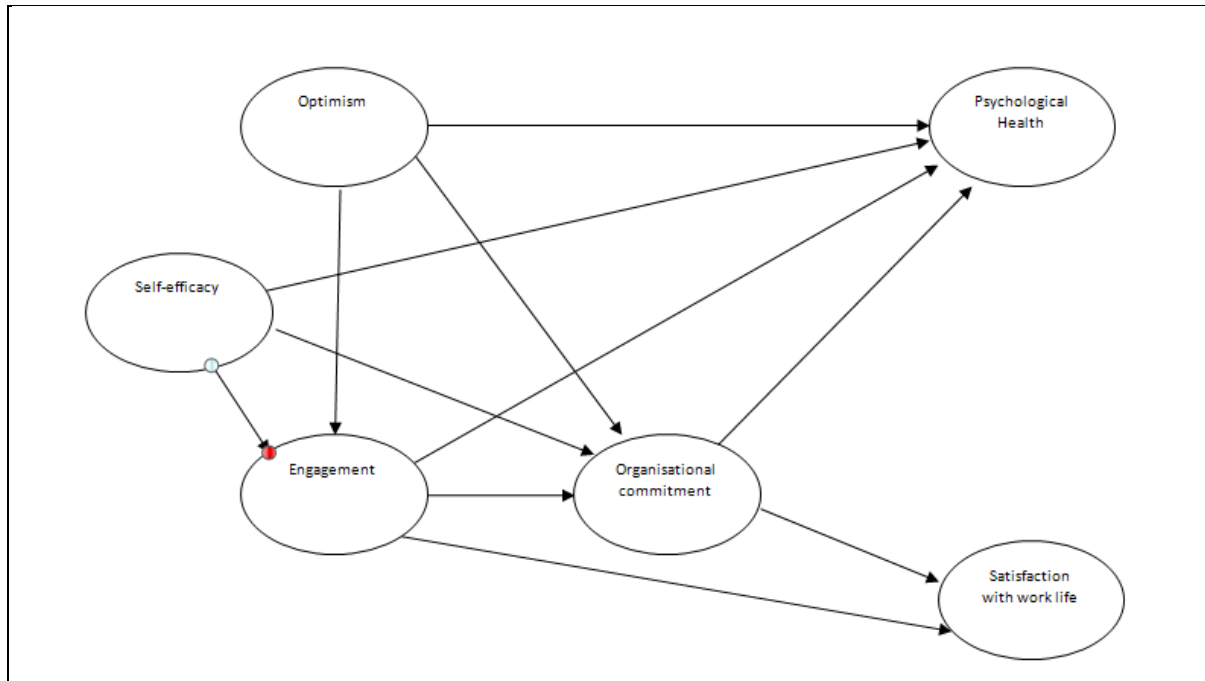 Optimism
Psychological
Health
Self-efficacy
Engagement
Organisational
commitment
Satisfaction
with work life